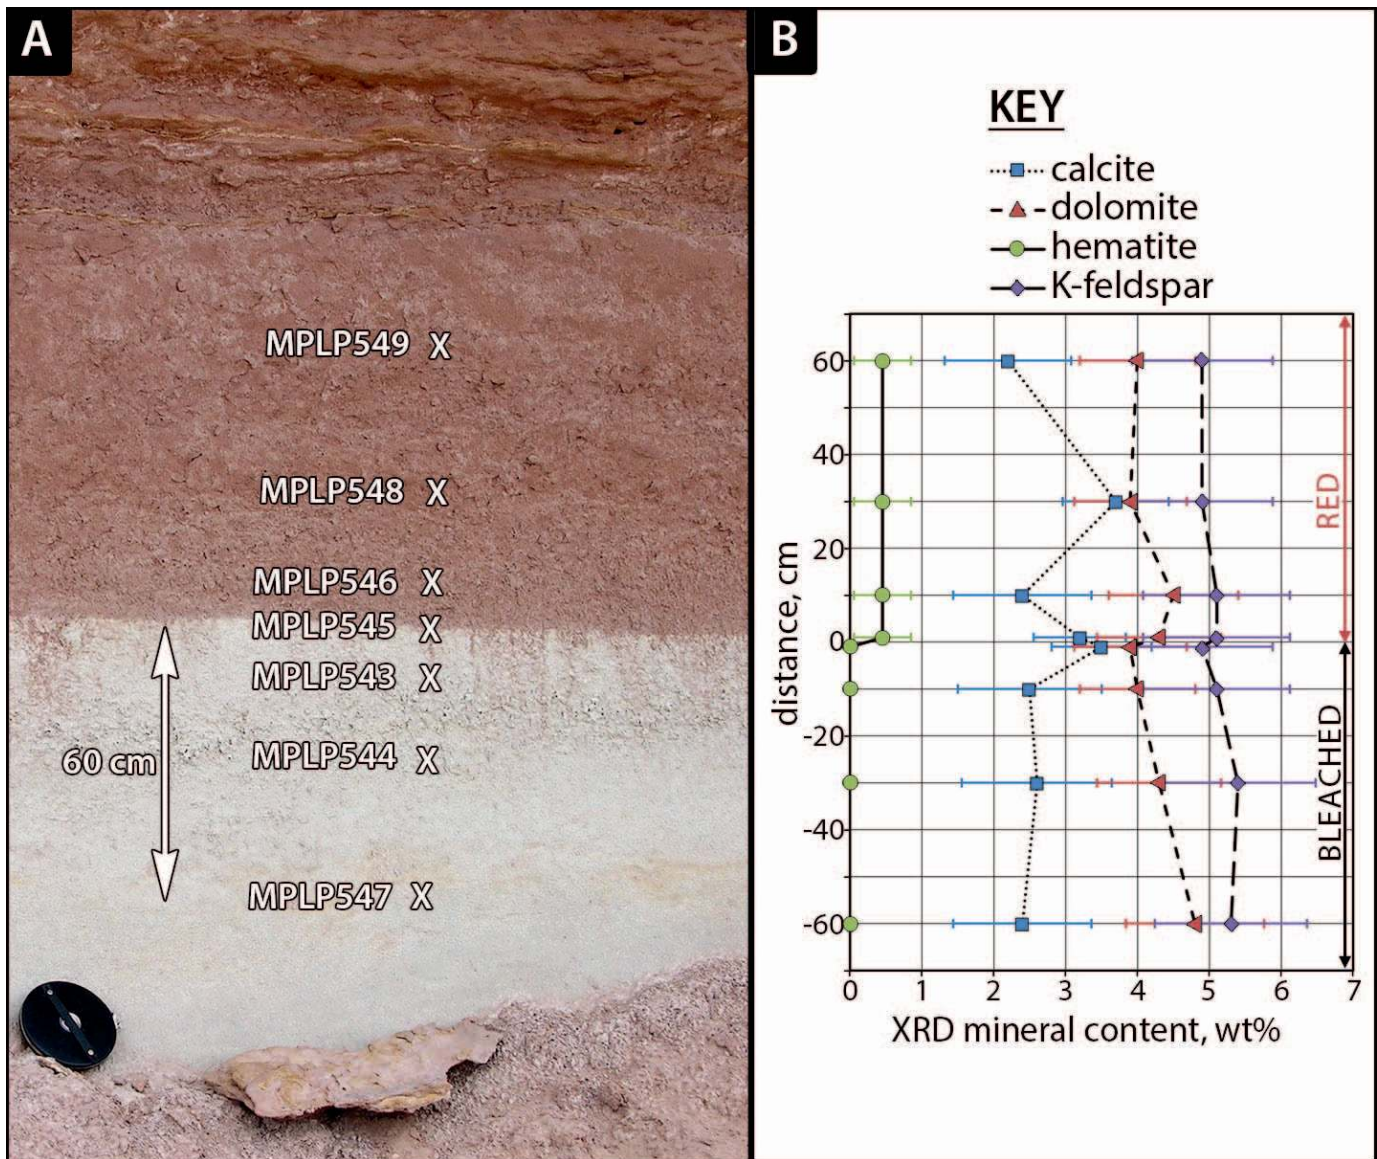 A
MPLP549 X
MPLP548 X
MPLP546 X
MPLP545 X
MPLP543 X
60 cm
MPLP544 X
MPLP547 X
B
KEY
calcite
dolomite
hematite
K-feldspar
distance, cm
60
40
20
0
-20
-40
-60
RED
BLEACHED
0 1 2 3 4 5 6 7
XRD mineral content, wt%